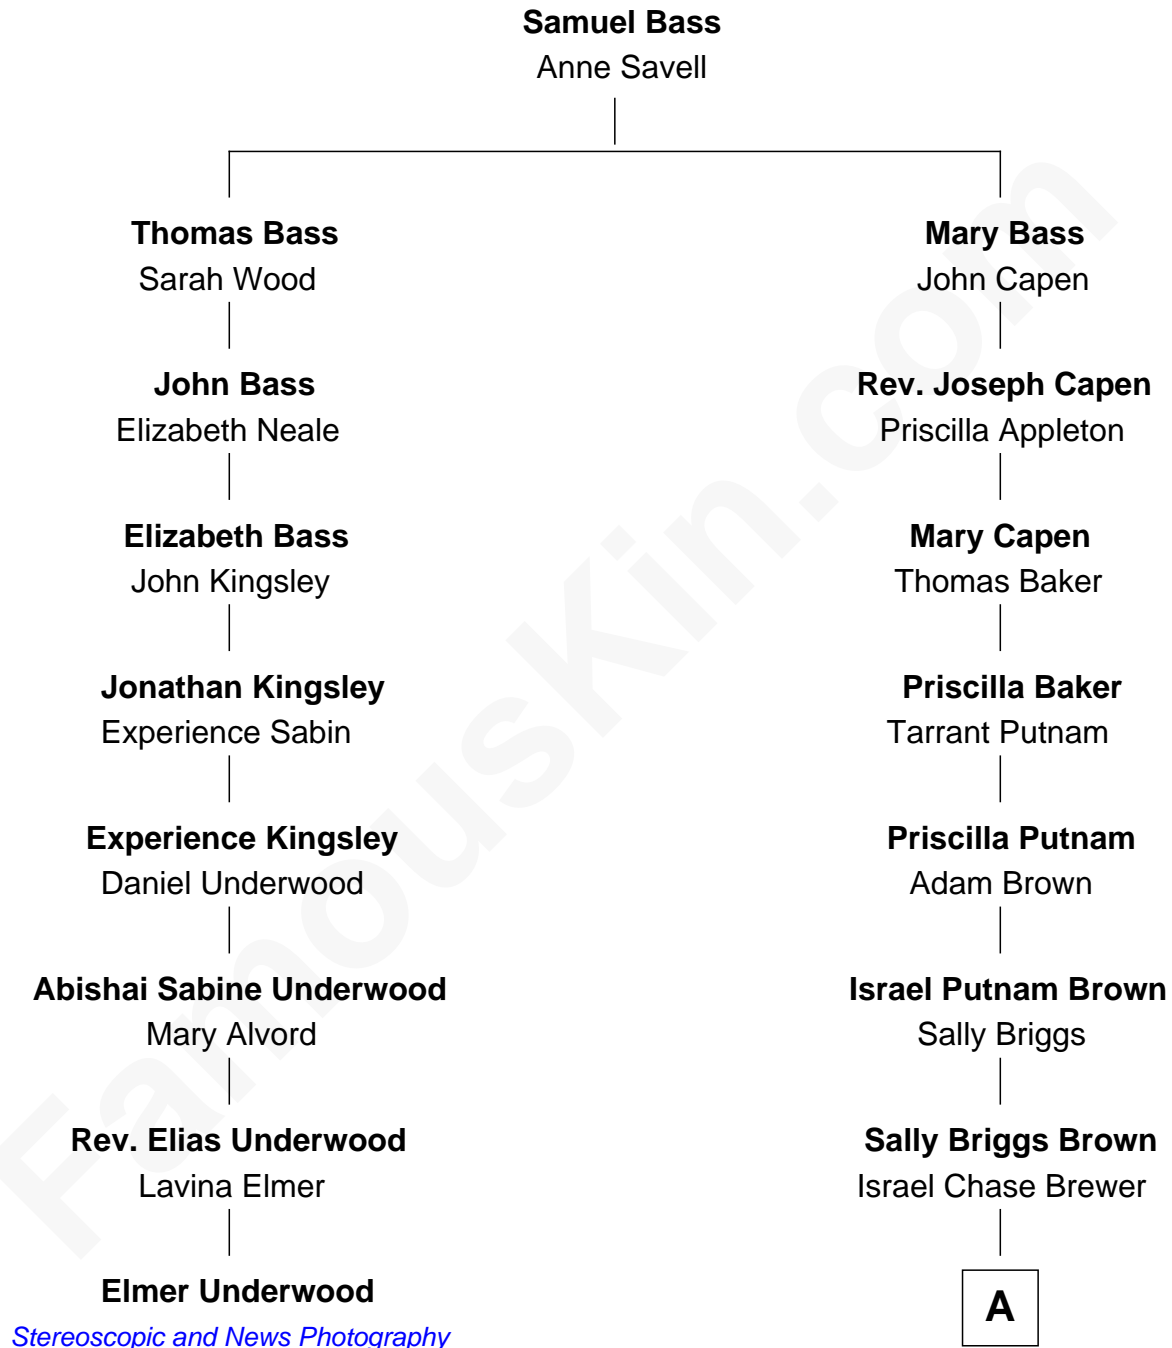 Samuel Bass
Anne Savell
Thomas Bass
Sarah Wood
John Bass
Elizabeth Neale
Elizabeth Bass
John Kingsley
Jonathan Kingsley
Experience Sabin
Experience Kingsley
Daniel Underwood
Abishai Sabine Underwood
Mary Alvord
Rev. Elias Underwood
Lavina Elmer
Elmer Underwood
Stereoscopic and News Photography
Mary Bass
John Capen
Rev. Joseph Capen
Priscilla Appleton
Mary Capen
Thomas Baker
Priscilla Baker
Tarrant Putnam
Priscilla Putnam
Adam Brown
Israel Putnam Brown
Sally Briggs
Sally Briggs Brown
Israel Chase Brewer
A
FamousKin.com